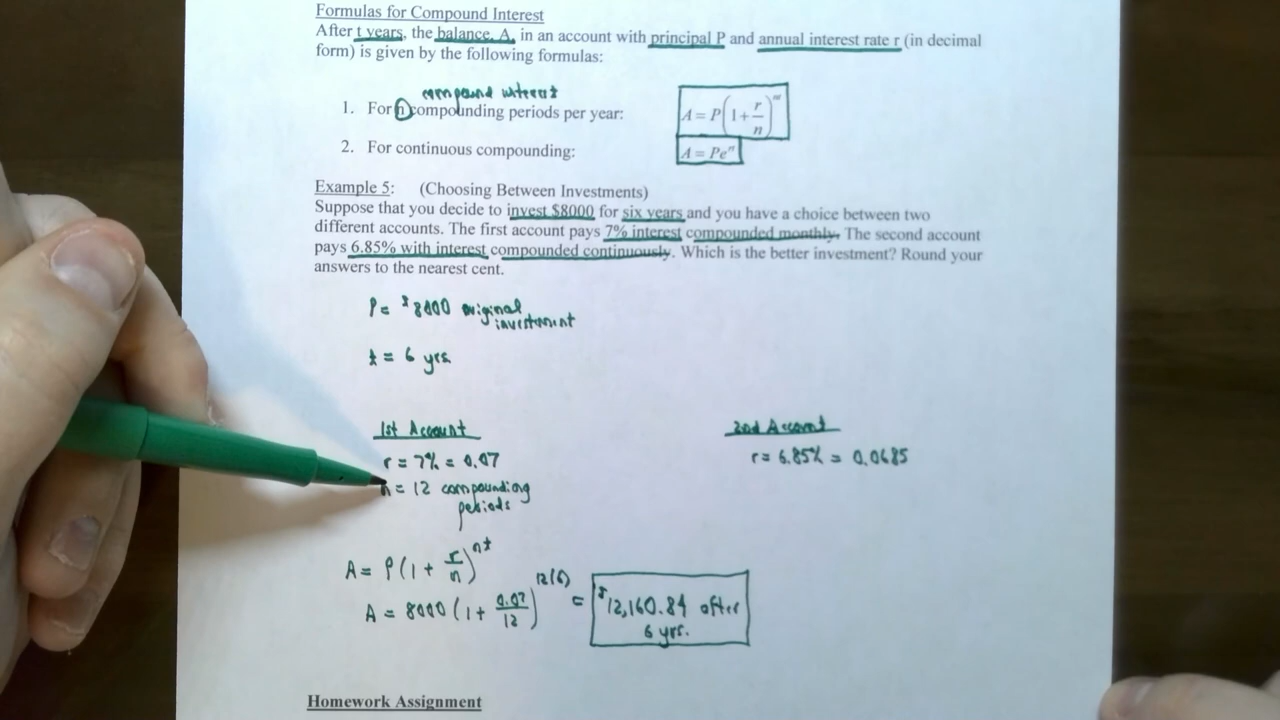 Formulas for Compound Interest
After t years, the balance, A, in an account with principal P and annual interest rate r (in decimal
form) is given by the following formulas:
compound interest
1. For n compounding periods per year: A = P(1 + r/n)^nt
2. For continuous compounding: A = Pe^rt
Example 5: (Choosing Between Investments)
Suppose that you decide to invest $8000 for six years and you have a choice between two
different accounts. The first account pays 7% interest compounded monthly. The second account
pays 6.85% with interest compounded continuously. Which is the better investment? Round your
answers to the nearest cent.
P = $8000 original
investment
t = 6 yrs.
1st Account 2nd Account
r = 7% = 0.07 r = 6.85% = 0.0685
n = 12 compounding
periods
A = P(1 + r/n)^nt
A = 8000(1 + 0.07/12)^12(6) = $12,160.84 after
6 yrs.
Homework Assignment